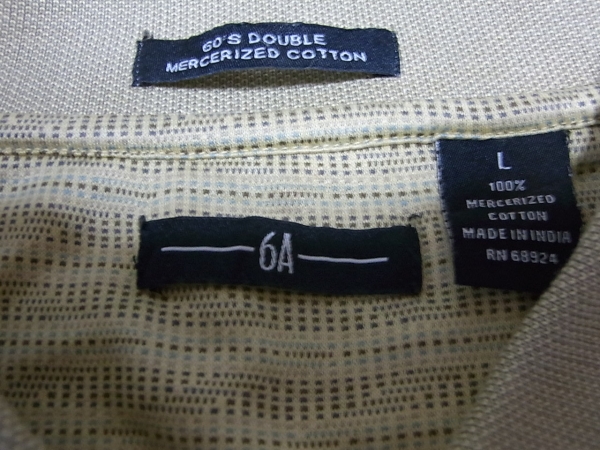 60'S DOUBLE
MERCERIZED COTTON
6A
L
100%
MERCERIZED
COTTON
MADE IN INDIA
RN 68924